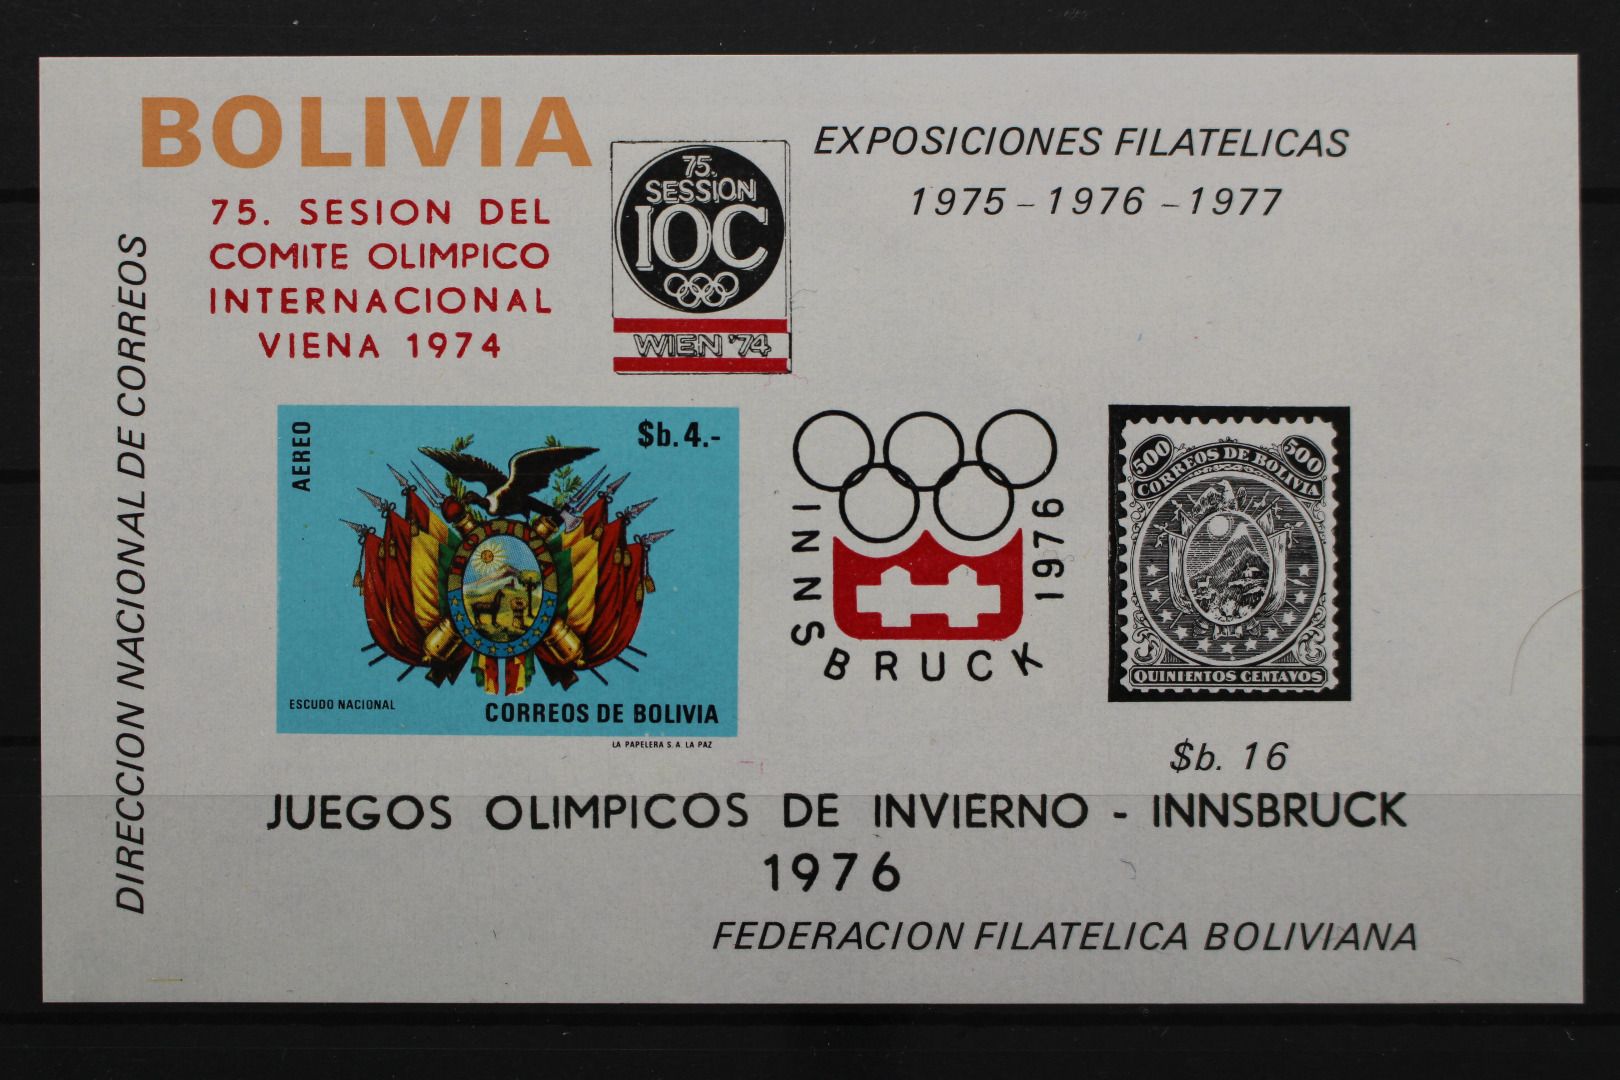 BOLIVIA
75. SESION DEL
COMITE OLIMPICO
INTERNACIONAL
VIENA 1974
75.
SESSION
IOC
WIEN '74
EXPOSICIONES FILATELICAS
1975 - 1976 - 1977
DIRECCION NACIONAL DE CORREOS
AEREO
$b. 4.-
ESCUDO NACIONAL
CORREOS DE BOLIVIA
LA PAPELERA S. A. LA PAZ
INNSBRUCK 1976
500 500
CORREOS DE BOLIVIA
QUINIENTOS CENTAVOS
$b. 16
JUEGOS OLIMPICOS DE INVIERNO - INNSBRUCK
1976
FEDERACION FILATELICA BOLIVIANA